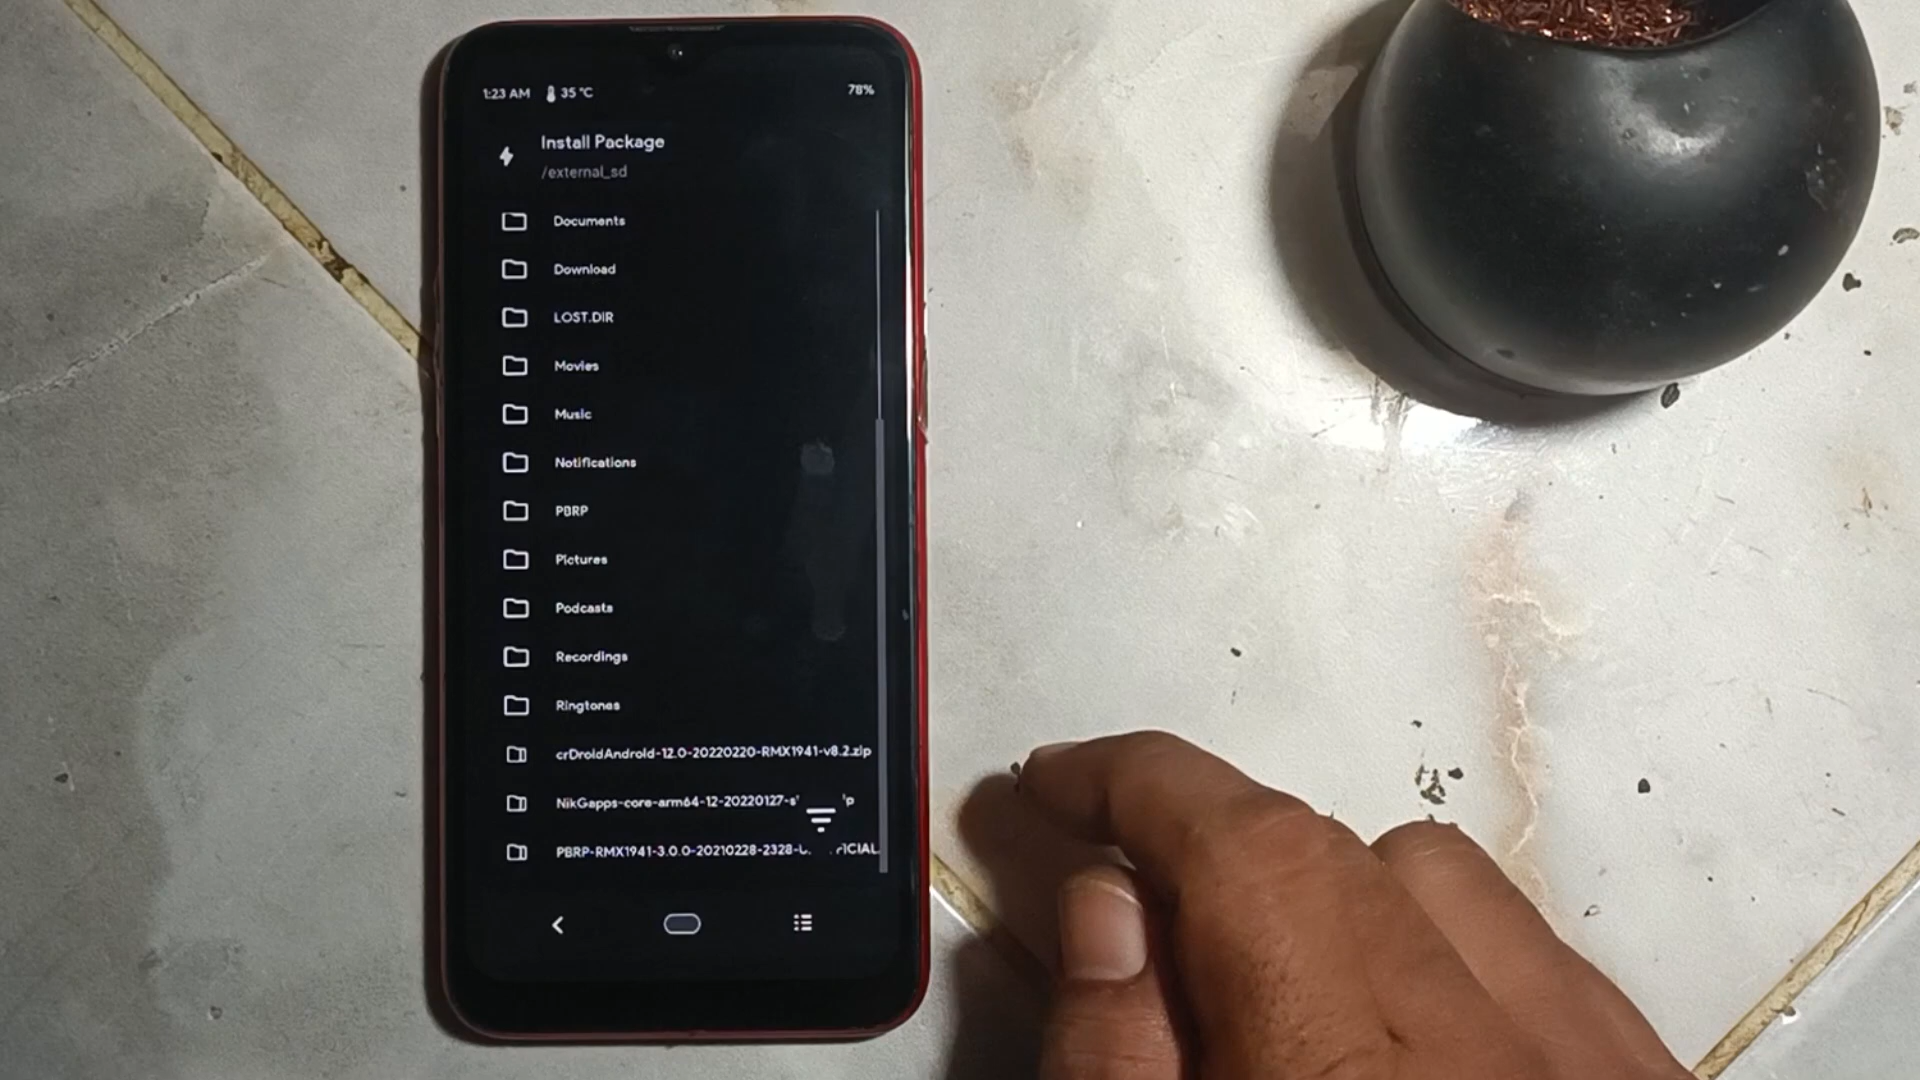 1:23 AM 35 °C 78%
Install Package
/external_sd
Documents
Download
LOST.DIR
Movies
Music
Notifications
PBRP
Pictures
Podcasts
Recordings
Ringtones
crDroidAndroid-12.0-20220220-RMX1941-v8.2.zip
NikGapps-core-arm64-12-20220127-s
PBRP-RMX1941-3.0.0-20210228-2328-